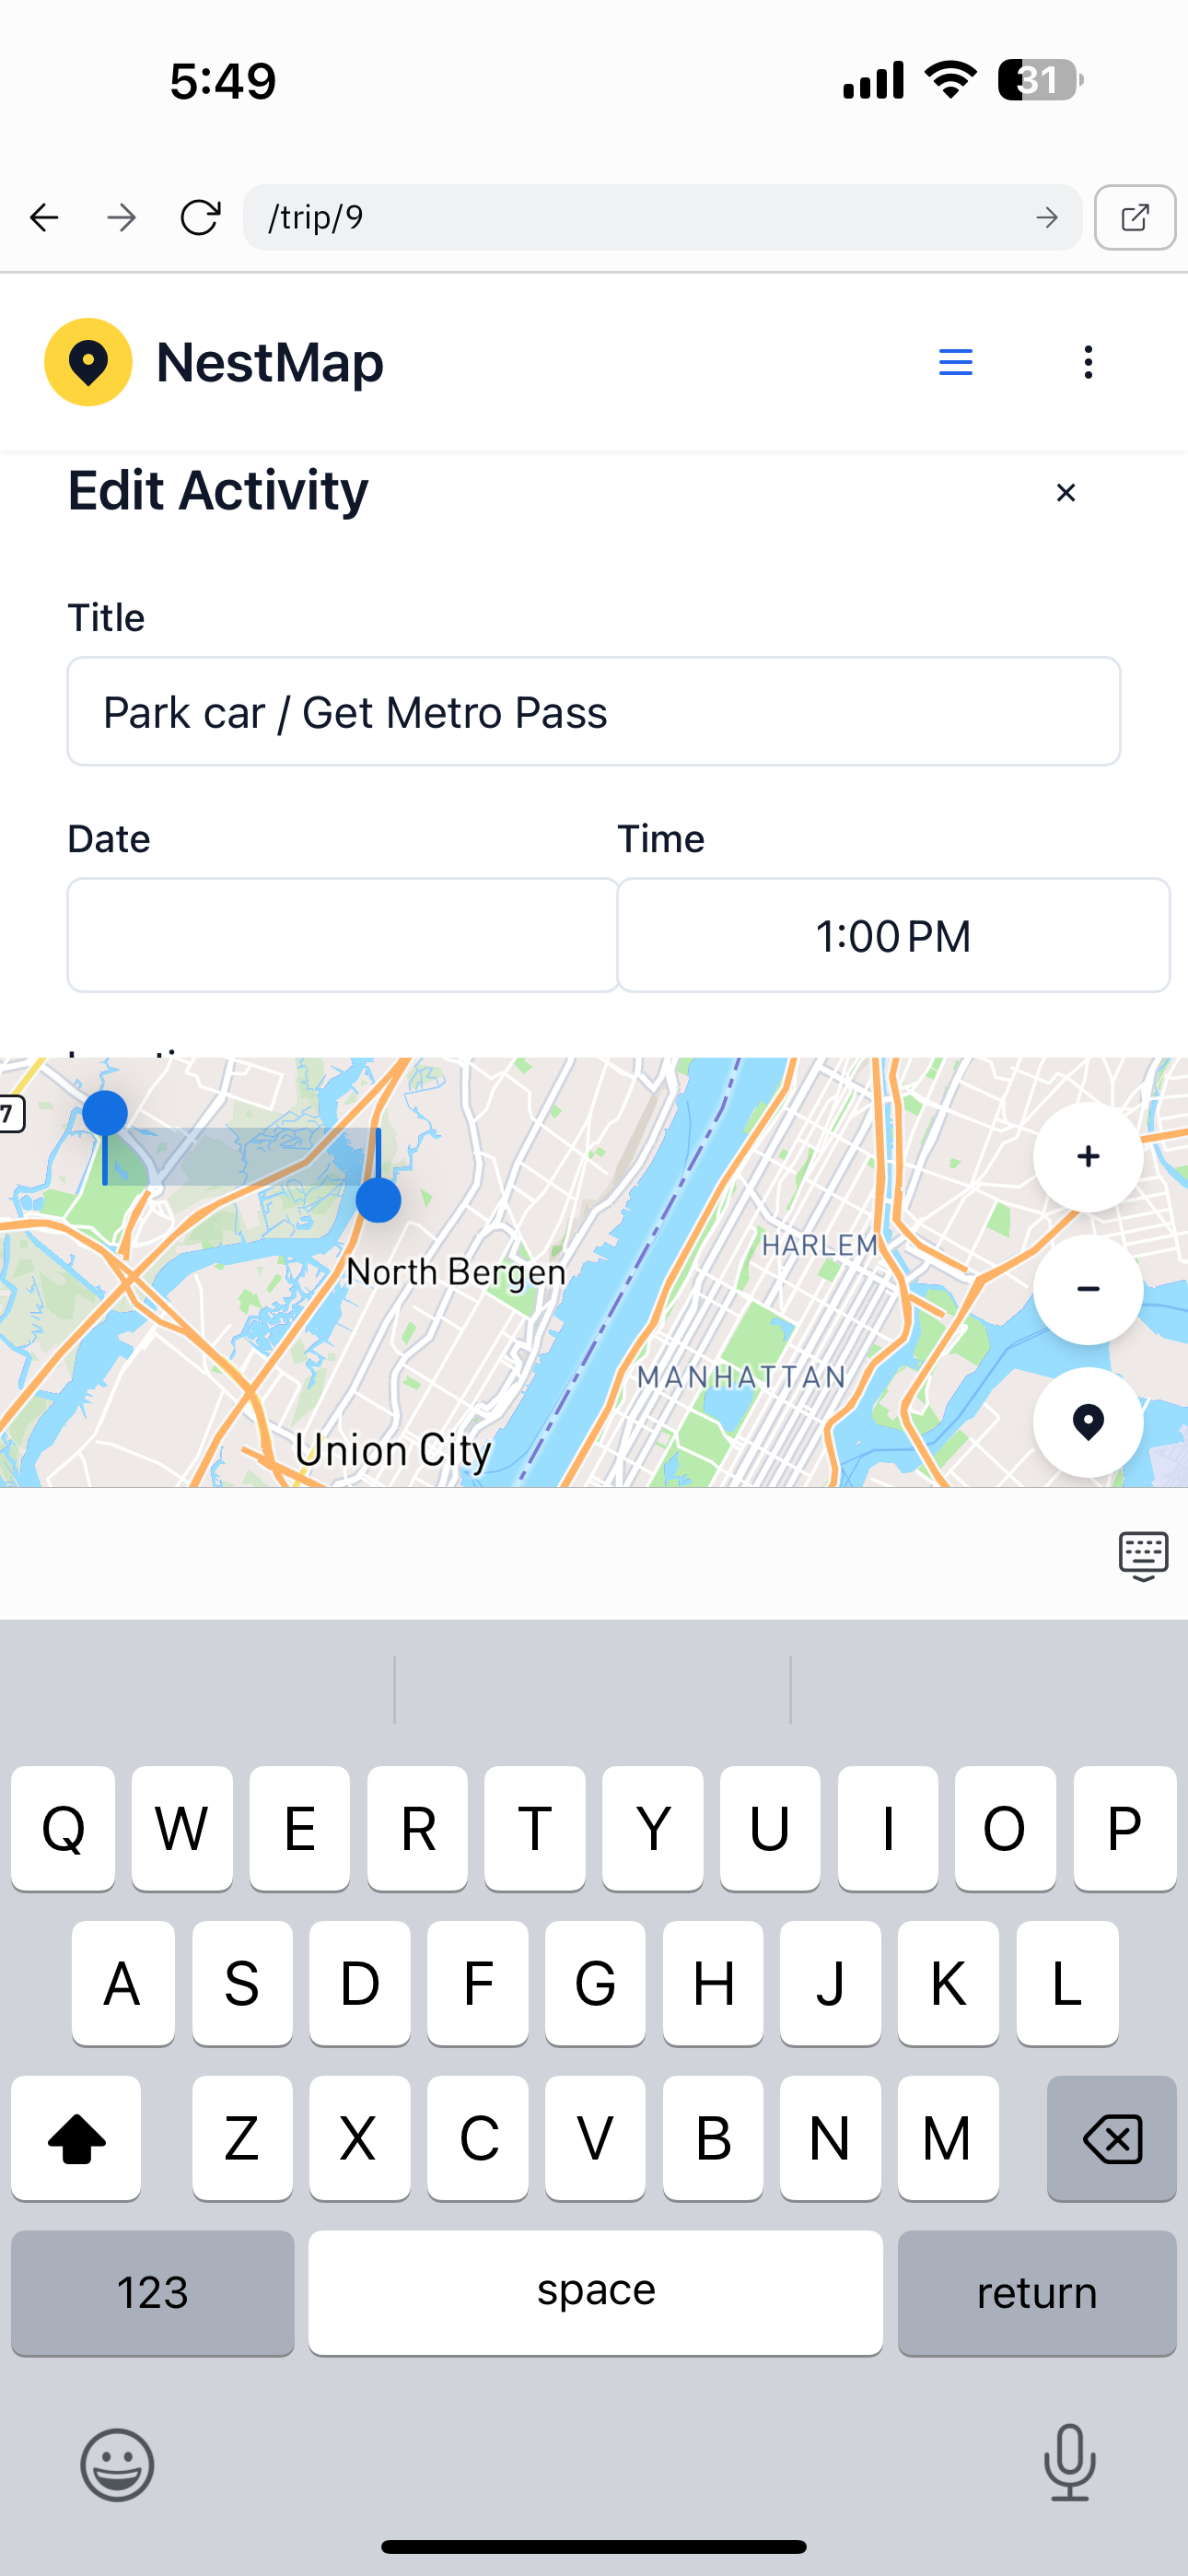 5:49
31
/trip/9
NestMap
Edit Activity
Title
Park car / Get Metro Pass
Date
Time
1:00 PM
7
HARLEM
North Bergen
MANHATTAN
Union City
Q W E R T Y U I O P
A S D F G H J K L
Z X C V B N M
123
space
return